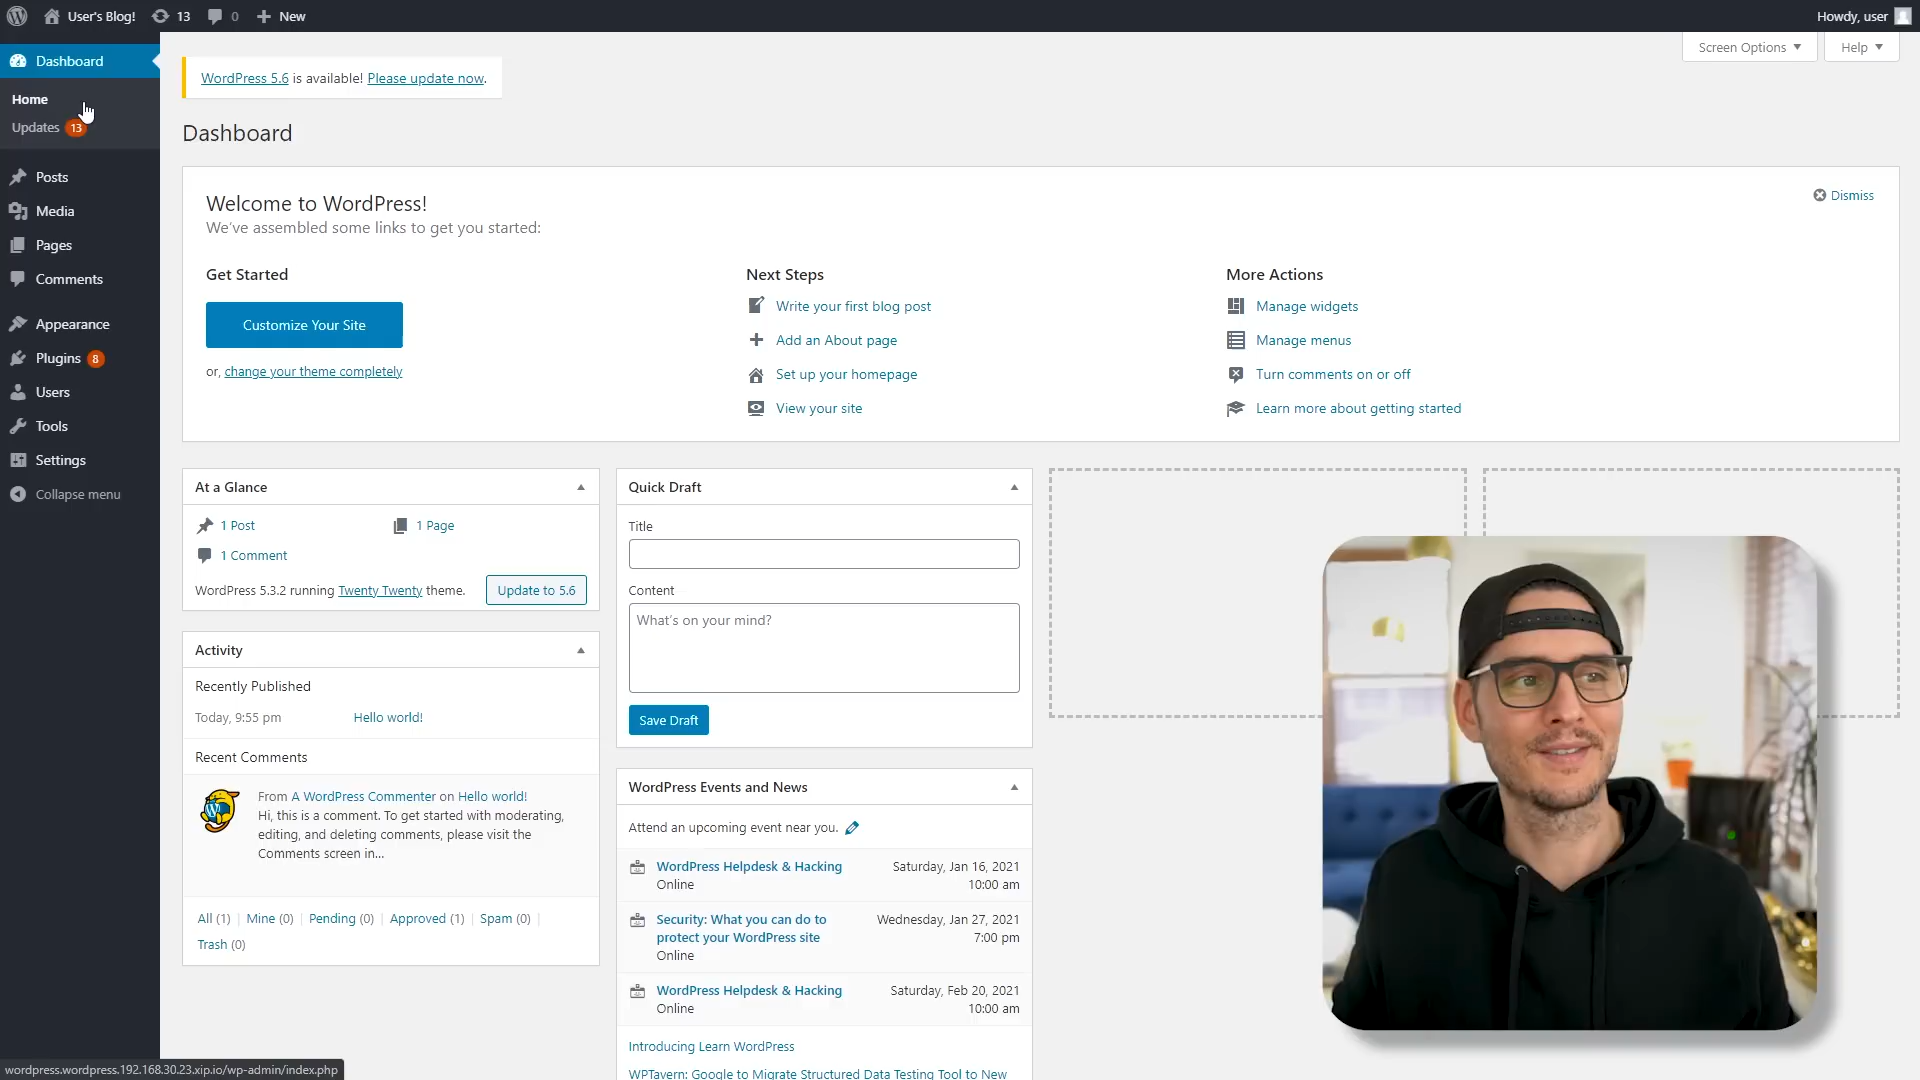 User's Blog! 13 0 New Howdy, user
Dashboard
Home
Updates 13
Posts
Media
Pages
Comments
Appearance
Plugins 8
Users
Tools
Settings
Collapse menu
Screen Options Help
WordPress 5.6 is available! Please update now.
Dashboard
Welcome to WordPress!
We've assembled some links to get you started:
Dismiss
Get Started
Customize Your Site
or, change your theme completely
Next Steps
Write your first blog post
Add an About page
Set up your homepage
View your site
More Actions
Manage widgets
Manage menus
Turn comments on or off
Learn more about getting started
At a Glance
1 Post 1 Page
1 Comment
WordPress 5.3.2 running Twenty Twenty theme. Update to 5.6
Activity
Recently Published
Today, 9:55 pm Hello world!
Recent Comments
From A WordPress Commenter on Hello world!
Hi, this is a comment. To get started with moderating,
editing, and deleting comments, please visit the
Comments screen in...
All (1) | Mine (0) | Pending (0) | Approved (1) | Spam (0) |
Trash (0)
Quick Draft
Title
Content
What's on your mind?
Save Draft
WordPress Events and News
Attend an upcoming event near you.
WordPress Helpdesk & Hacking Saturday, Jan 16, 2021
Online 10:00 am
Security: What you can do to Wednesday, Jan 27, 2021
protect your WordPress site 7:00 pm
Online
WordPress Helpdesk & Hacking Saturday, Feb 20, 2021
Online 10:00 am
Introducing Learn WordPress
WPTavern: Google to Migrate Structured Data Testing Tool to New
wordpress.wordpress.192.168.30.23.xip.io/wp-admin/index.php